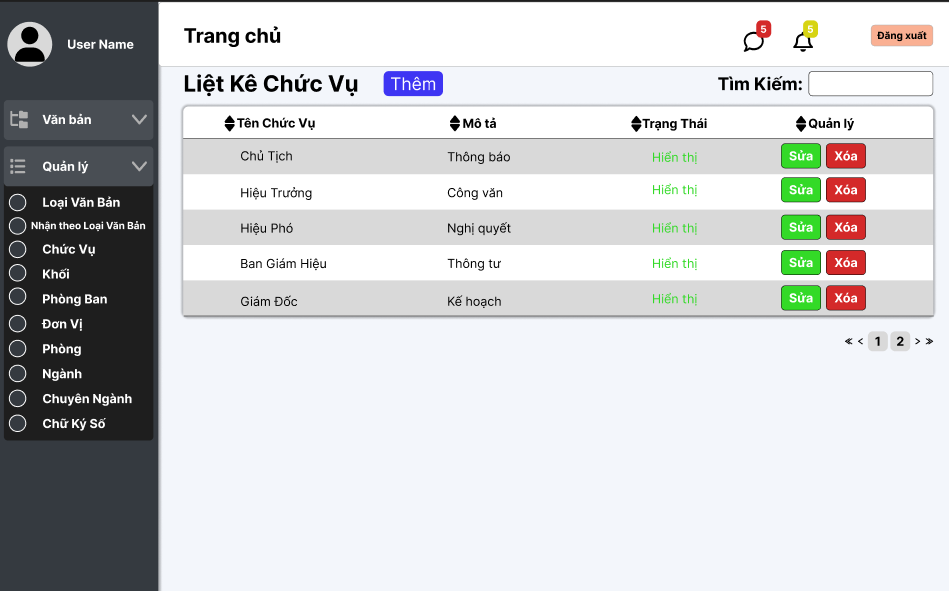 User Name
Trang chủ
5
5
Đăng xuất
Văn bản
Quản lý
Loại Văn Bản
Nhận theo Loại Văn Bản
Chức Vụ
Khối
Phòng Ban
Đơn Vị
Phòng
Ngành
Chuyên Ngành
Chữ Ký Số
Liệt Kê Chức Vụ Thêm Tìm Kiếm:
Tên Chức Vụ Mô tả Trạng Thái Quản lý
Chủ Tịch Thông báo Hiển thị Sửa Xóa
Hiệu Trưởng Công văn Hiển thị Sửa Xóa
Hiệu Phó Nghị quyết Hiển thị Sửa Xóa
Ban Giám Hiệu Thông tư Hiển thị Sửa Xóa
Giám Đốc Kế hoạch Hiển thị Sửa Xóa
« < 1 2 > »